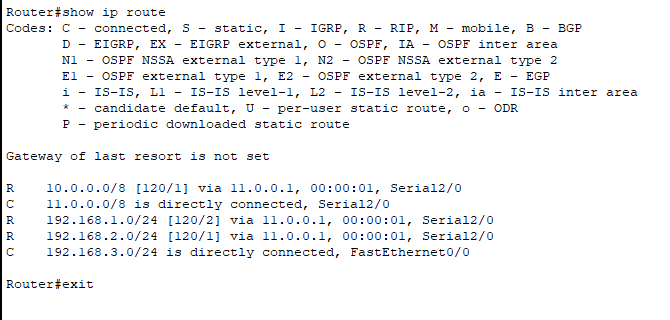 Router#show ip route
Codes: C - connected, S - static, I - IGRP, R - RIP, M - mobile, B - BGP
D - EIGRP, EX - EIGRP external, O - OSPF, IA - OSPF inter area
N1 - OSPF NSSA external type 1, N2 - OSPF NSSA external type 2
E1 - OSPF external type 1, E2 - OSPF external type 2, E - EGP
i - IS-IS, L1 - IS-IS level-1, L2 - IS-IS level-2, ia - IS-IS inter area
* - candidate default, U - per-user static route, o - ODR
P - periodic downloaded static route
Gateway of last resort is not set
R 10.0.0.0/8 [120/1] via 11.0.0.1, 00:00:01, Serial2/0
C 11.0.0.0/8 is directly connected, Serial2/0
R 192.168.1.0/24 [120/2] via 11.0.0.1, 00:00:01, Serial2/0
R 192.168.2.0/24 [120/1] via 11.0.0.1, 00:00:01, Serial2/0
C 192.168.3.0/24 is directly connected, FastEthernet0/0
Router#exit